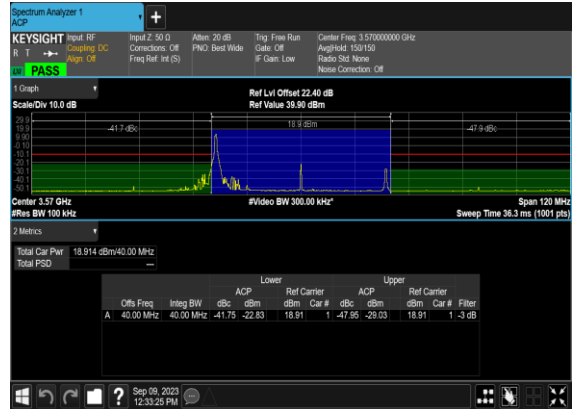 Spectrum Analyzer 1
ACP
KEYSIGHT
R T
LW PASS
Input: RF
Coupling: DC
Align: Off
Input Z: 50 Ω
Corrections: Off
Freq Ref: Int (S)
Atten: 20 dB
PNO: Best Wide
Trig: Free Run
Gate: Off
IF Gain: Low
Center Freq: 3.570000000 GHz
Avg|Hold: 150/150
Radio Std: None
Noise Correction: Off
1 Graph
Scale/Div 10.0 dB
Ref Lvl Offset 22.40 dB
Ref Value 39.90 dBm
29.9
19.9
9.90
-0.10
-10.1
-20.1
-30.1
-40.1
-50.1
-41.7 dBc
18.9 dBm
-47.9 dBc
Center 3.57 GHz
#Res BW 100 kHz
#Video BW 300.00 kHz*
Span 120 MHz
Sweep Time 36.3 ms (1001 pts)
2 Metrics
Total Car Pwr 18.914 dBm/40.00 MHz
Total PSD ---
Lower Upper
ACP Ref Carrier ACP Ref Carrier
Offs Freq Integ BW dBc dBm dBm Car # dBc dBm dBm Car # Filter
A 40.00 MHz 40.00 MHz -41.75 -22.83 18.91 1 -47.95 -29.03 18.91 1 -3 dB
?
Sep 09, 2023
12:33:25 PM